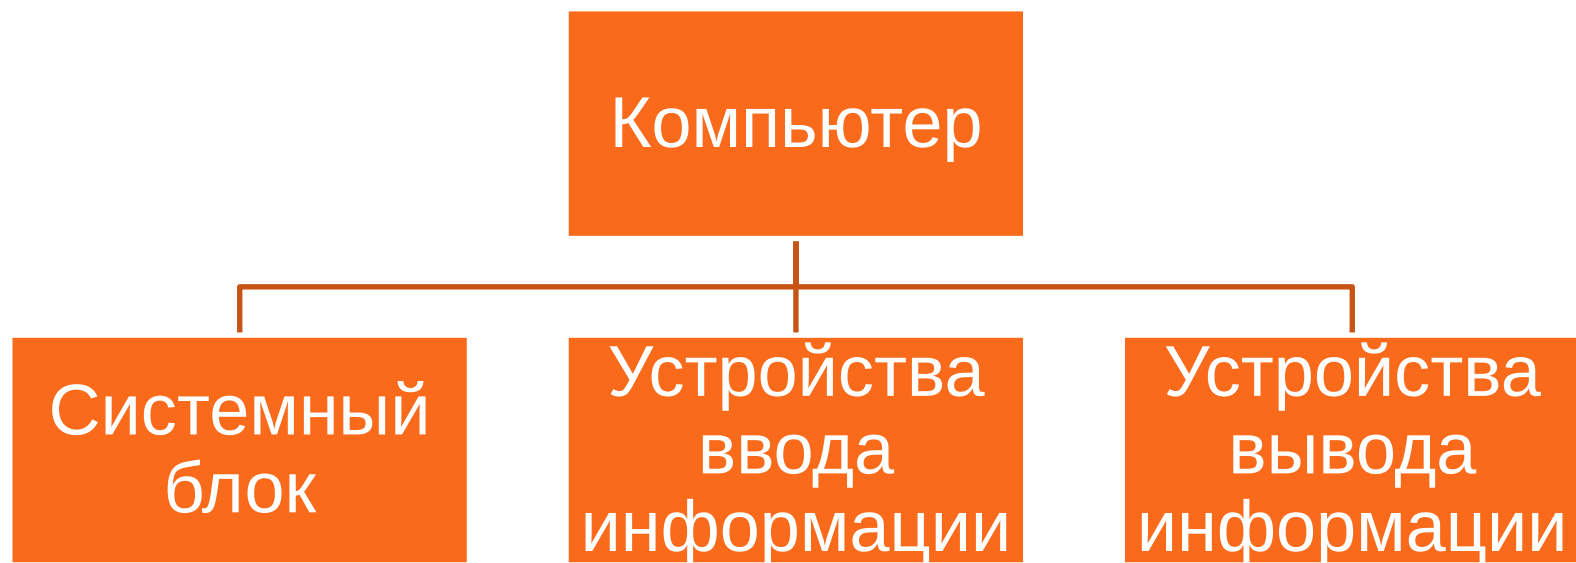 Компьютер
Системный
блок
Устройства
ввода
информации
Устройства
вывода
информации